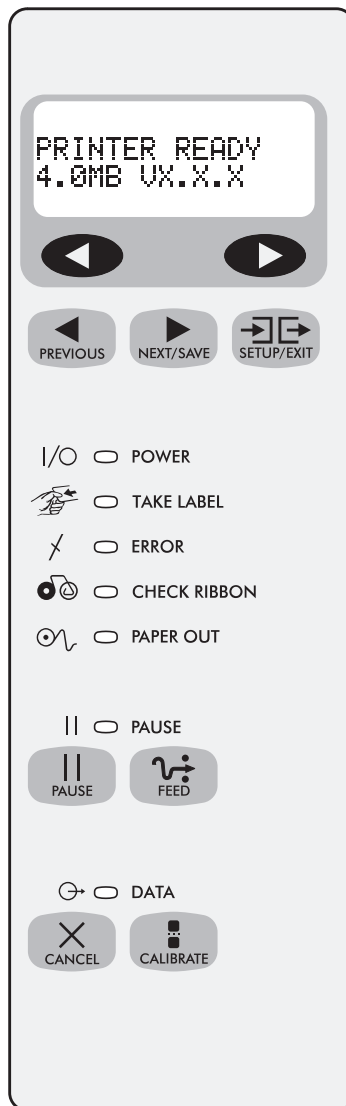 PRINTER READY
4.0MB VX.X.X
PREVIOUS NEXT/SAVE SETUP/EXIT
POWER
TAKE LABEL
ERROR
CHECK RIBBON
PAPER OUT
PAUSE
PAUSE FEED
DATA
CANCEL CALIBRATE